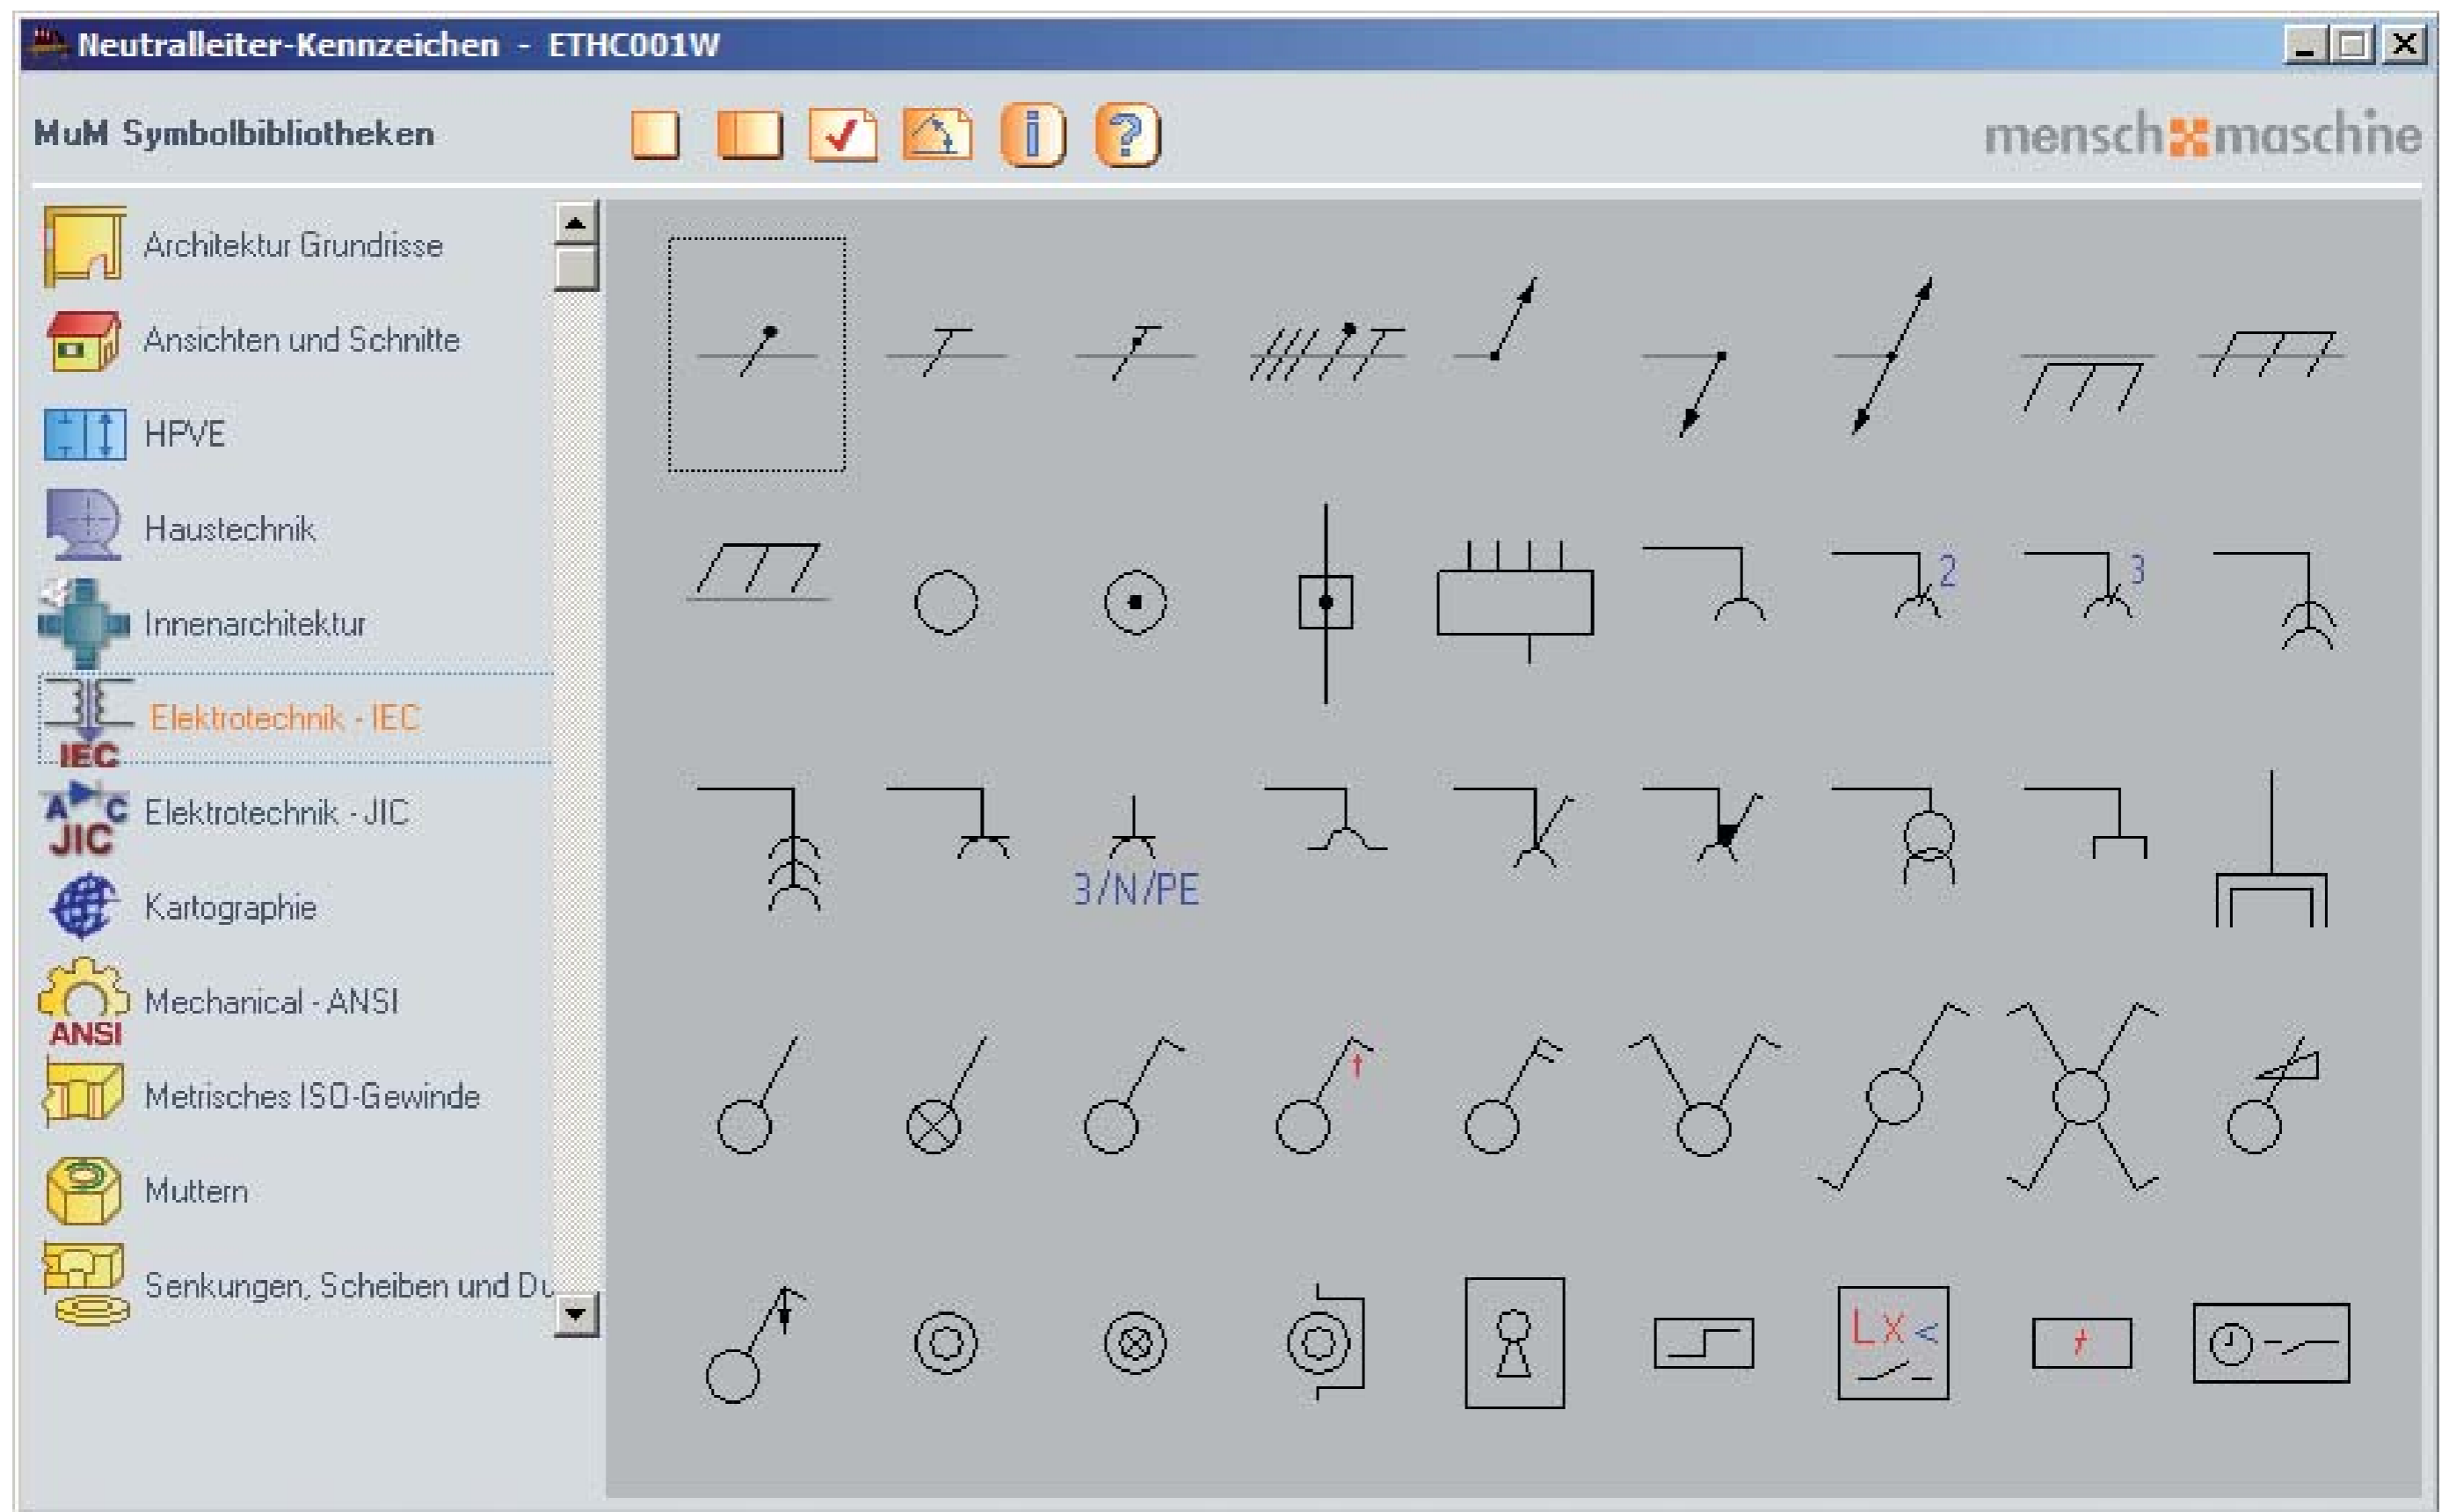 Neutralleiter-Kennzeichen - ETHC001W
MuM Symbolbibliotheken
i
?
mensch maschine
Architektur Grundrisse
Ansichten und Schnitte
HPVE
Haustechnik
Innenarchitektur
Elektrotechnik - IEC
IEC
Elektrotechnik - JIC
A C
JIC
Kartographie
Mechanical - ANSI
ANSI
Metrisches ISO-Gewinde
Muttern
Senkungen, Scheiben und Du
2
3
3/N/PE
LX<